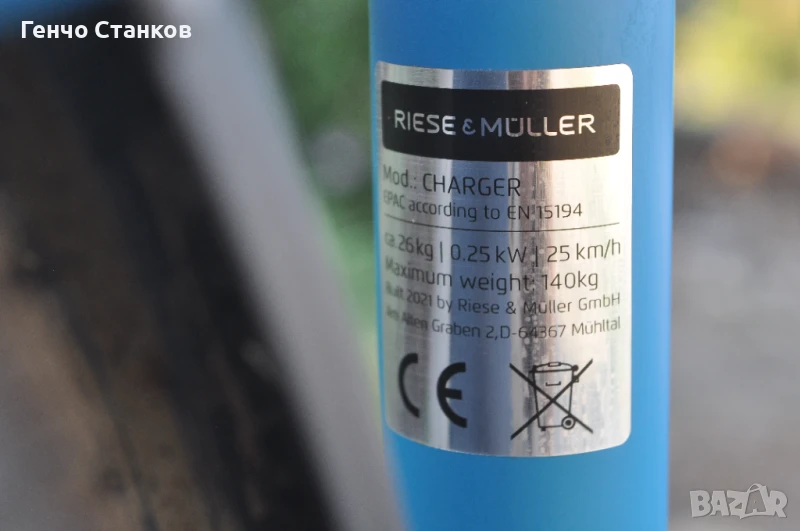 Генчо Станков
RIESE & MÜLLER
Mod.: CHARGER
EPAC according to EN 15194
ca. 26kg | 0.25 kW | 25 km/h
Maximum weight: 140kg
Built 2021 by Riese & Müller GmbH
Am Alten Graben 2, D-64367 Mühltal
CE
BAZAR